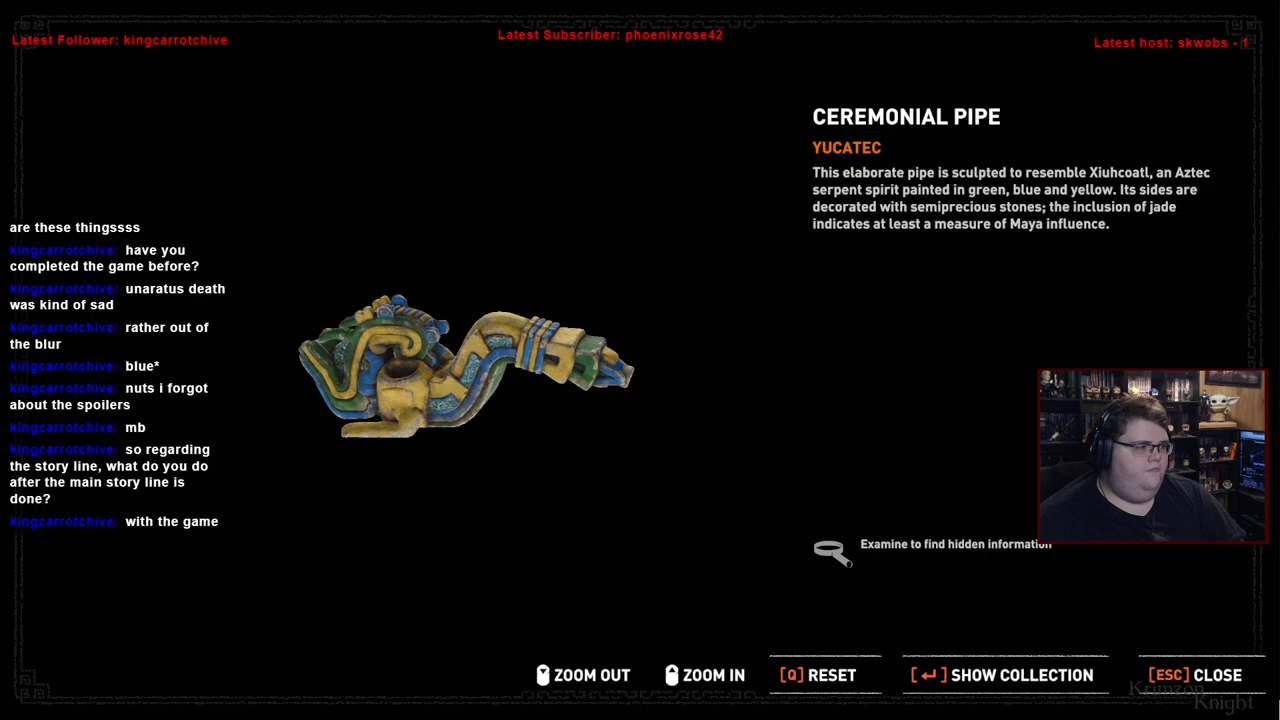 Latest Follower: kingcarrotchive
Latest Subscriber: phoenixrose42
Latest host: skwobs - 1
CEREMONIAL PIPE
YUCATEC
This elaborate pipe is sculpted to resemble Xiuhcoatl, an Aztec
serpent spirit painted in green, blue and yellow. Its sides are
decorated with semiprecious stones; the inclusion of jade
indicates at least a measure of Maya influence.
are these thingssss
kingcarrotchive: have you
completed the game before?
kingcarrotchive: unaratus death
was kind of sad
kingcarrotchive: rather out of
the blur
kingcarrotchive: blue*
kingcarrotchive: nuts i forgot
about the spoilers
kingcarrotchive: mb
kingcarrotchive: so regarding
the story line, what do you do
after the main story line is
done?
kingcarrotchive: with the game
Examine to find hidden information
ZOOM OUT
ZOOM IN
[Q] RESET
[↵] SHOW COLLECTION
[ESC] CLOSE
Krimzon
Knight